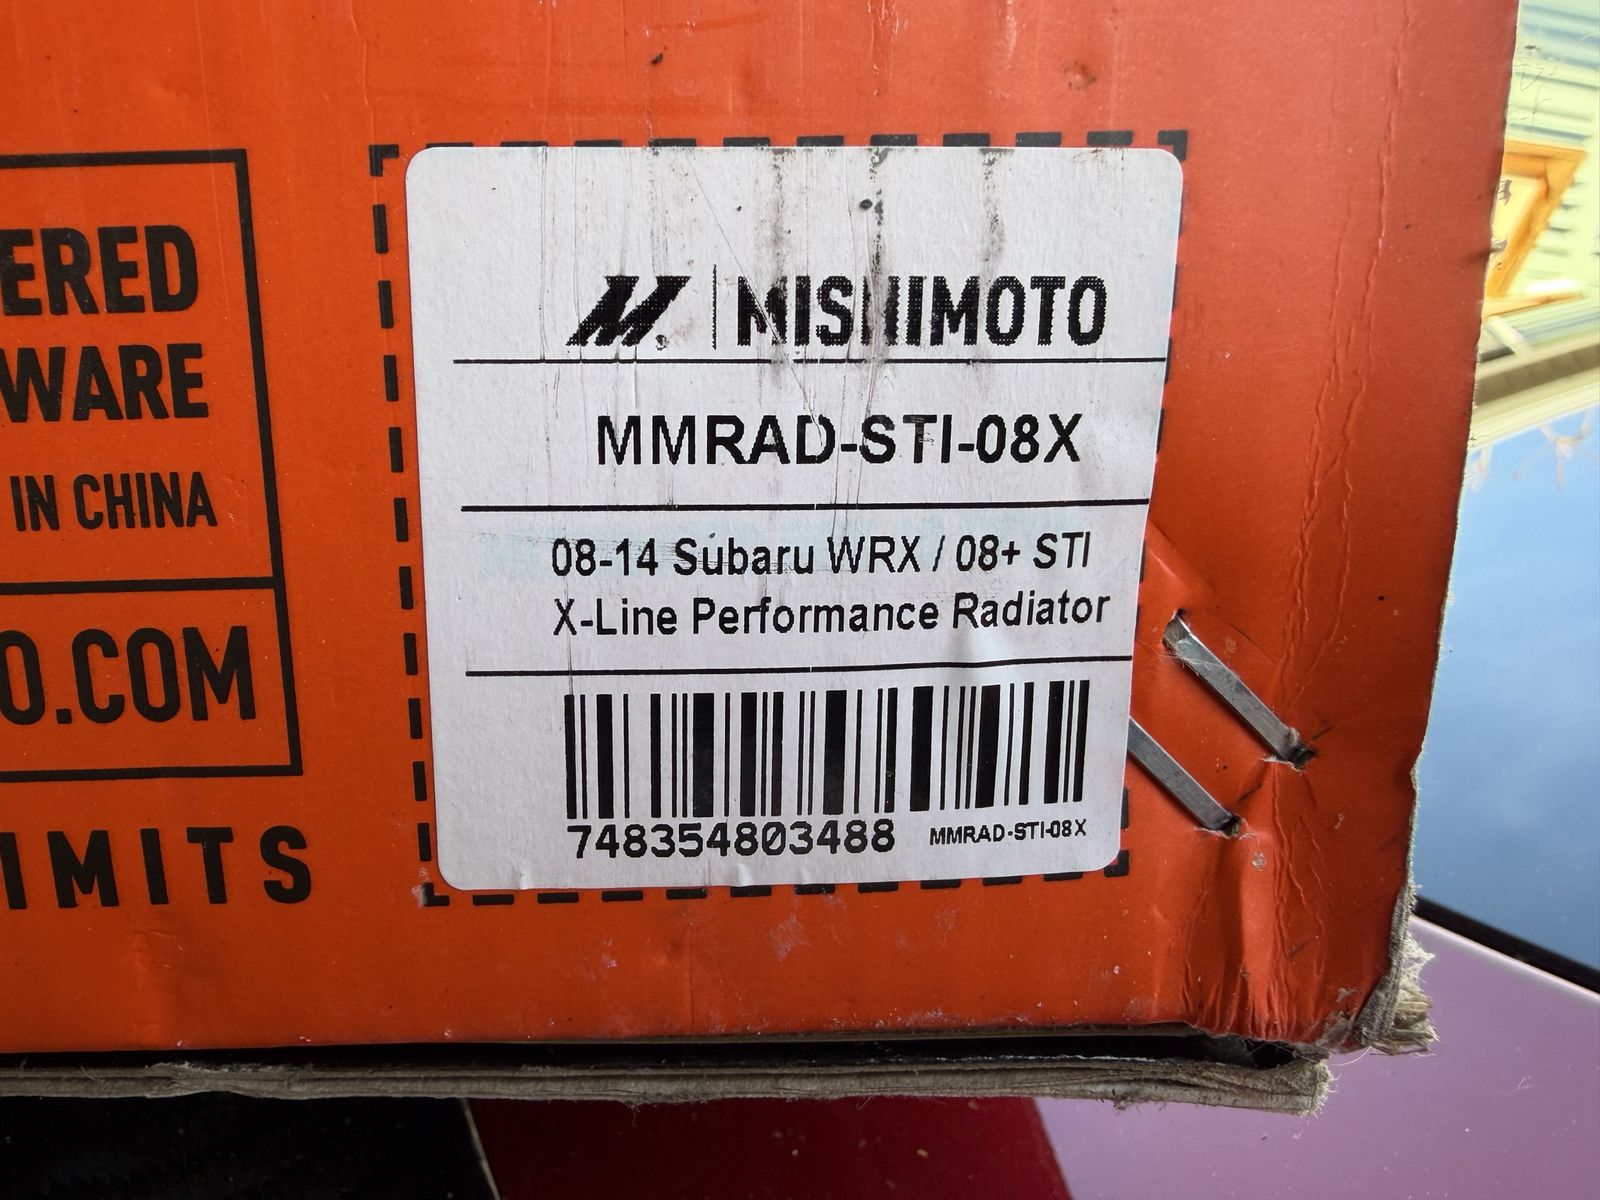 ERED
WARE
IN CHINA
O.COM
IMITS
M. | MISHIMOTO
MMRAD-STI-08X
08-14 Subaru WRX / 08+ STI
X-Line Performance Radiator
748354803488 MMRAD-STI-08X